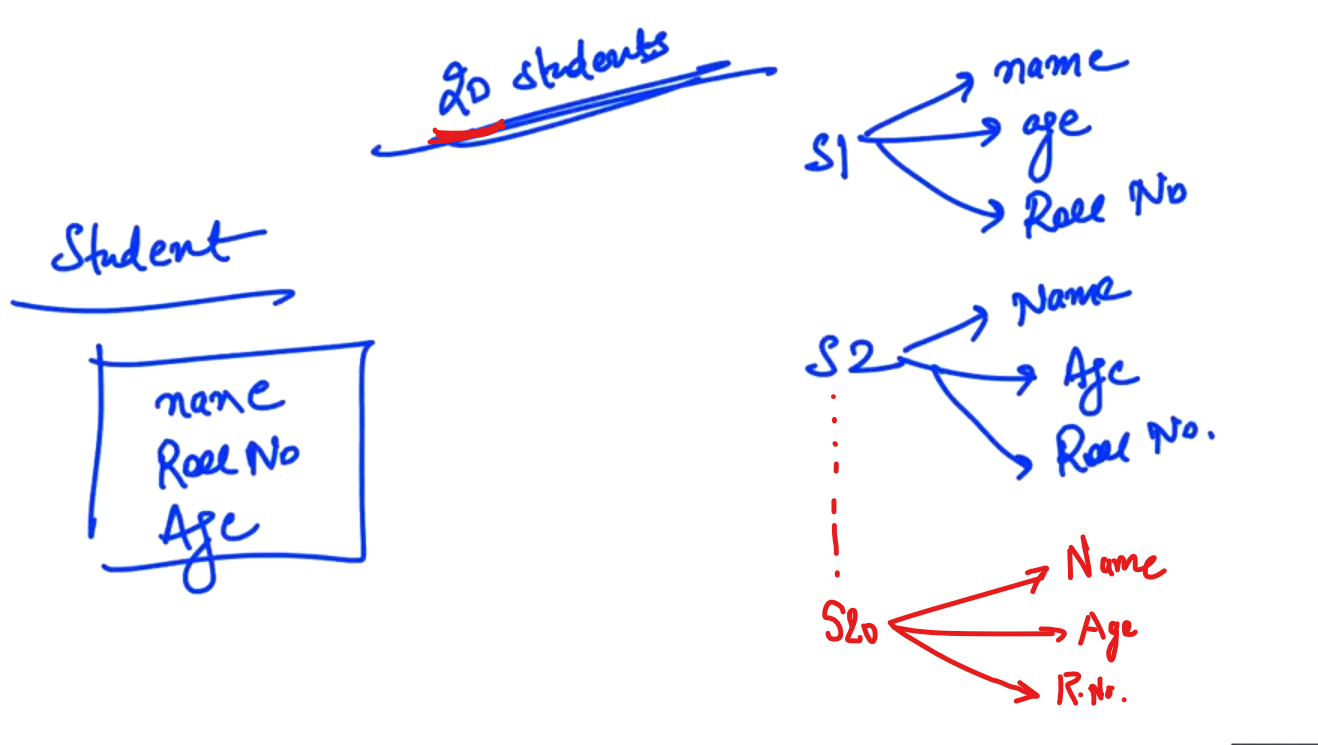 20 students
Student
name
Roll No
Age
S1
name
age
Roll No
S2
Name
Age
Roll No.
S20
Name
Age
R.No.